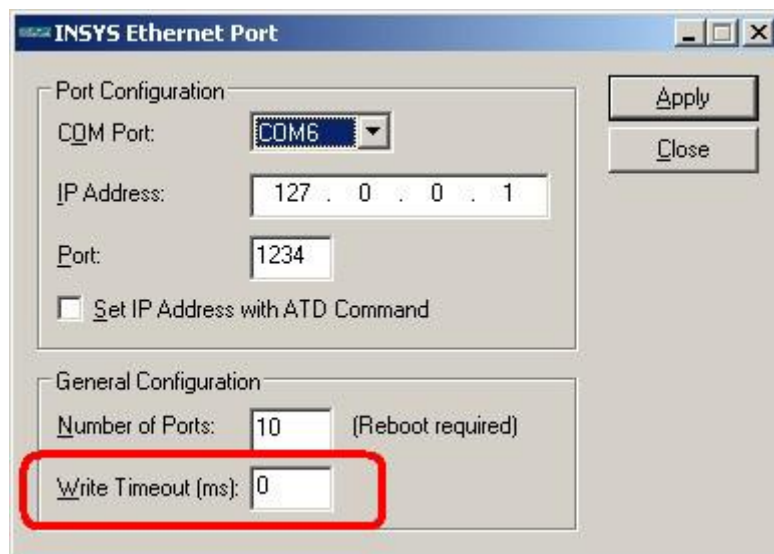 INSYS Ethernet Port
Port Configuration
COM Port: COM6
IP Address: 127 . 0 . 0 . 1
Port: 1234
Set IP Address with ATD Command
General Configuration
Number of Ports: 10 (Reboot required)
Write Timeout (ms): 0
Apply
Close